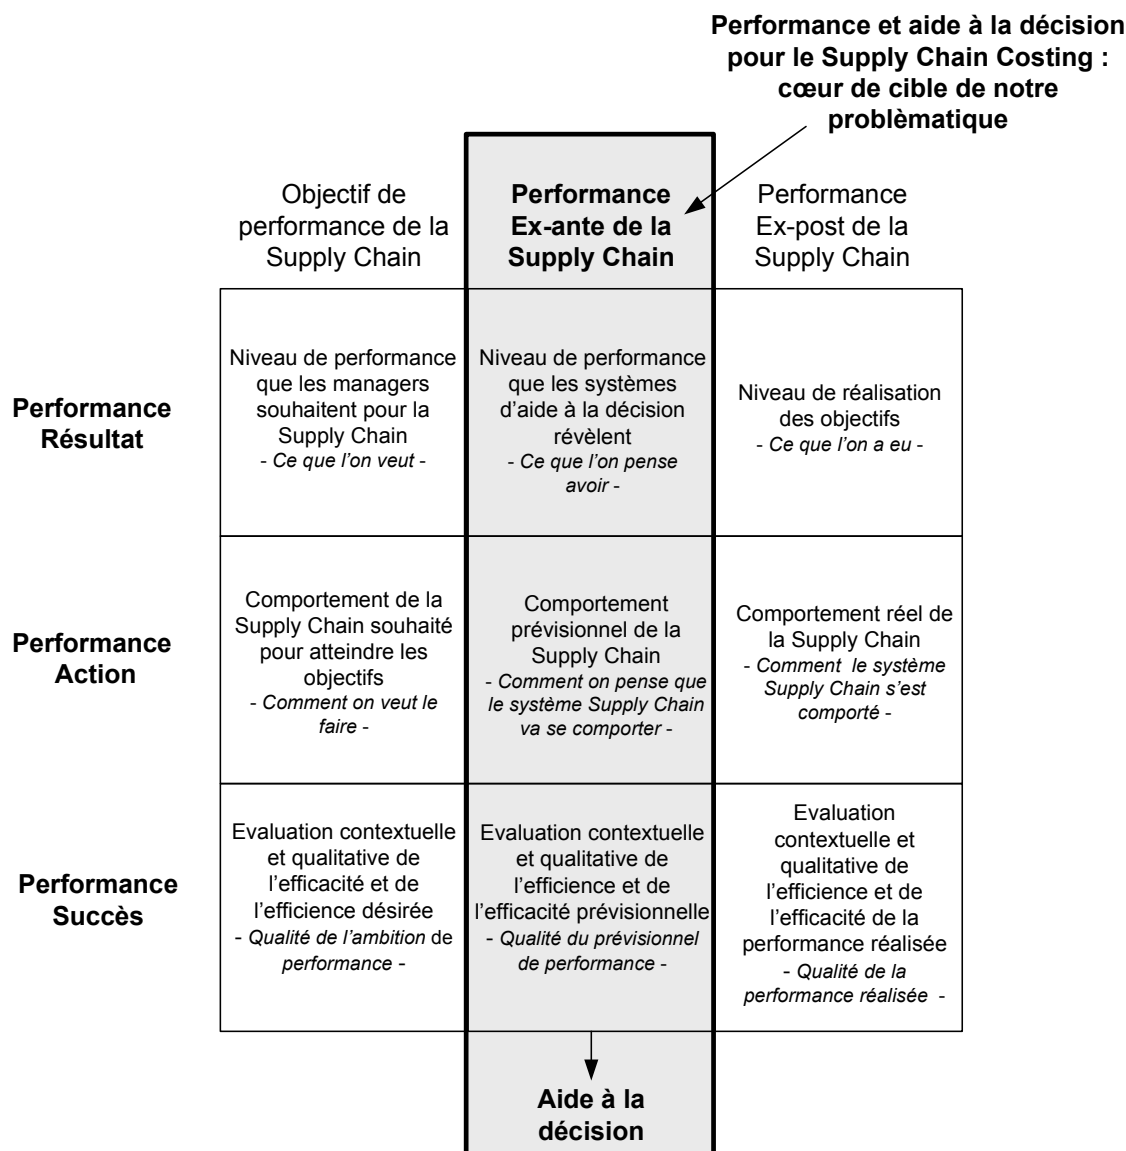 Performance et aide à la décision
pour le Supply Chain Costing :
cœur de cible de notre
problèmatique
Objectif de
performance de la
Supply Chain
Performance
Ex-ante de la
Supply Chain
Performance
Ex-post de la
Supply Chain
Performance
Résultat
Niveau de performance
que les managers
souhaitent pour la
Supply Chain
- Ce que l’on veut -
Niveau de performance
que les systèmes
d’aide à la décision
révèlent
- Ce que l’on pense
avoir -
Niveau de réalisation
des objectifs
- Ce que l’on a eu -
Performance
Action
Comportement de la
Supply Chain souhaité
pour atteindre les
objectifs
- Comment on veut le
faire -
Comportement
prévisionnel de la
Supply Chain
- Comment on pense que
le système Supply Chain
va se comporter -
Comportement réel de
la Supply Chain
- Comment le système
Supply Chain s’est
comporté -
Performance
Succès
Evaluation contextuelle
et qualitative de
l’efficacité et de
l’efficience désirée
- Qualité de l’ambition de
performance -
Evaluation contextuelle
et qualitative de
l’efficience et de
l’efficacité prévisionnelle
- Qualité du prévisionnel
de performance -
Evaluation
contextuelle et
qualitative de
l’efficience et de
l’efficacité de la
performance réalisée
- Qualité de la
performance réalisée -
Aide à la
décision